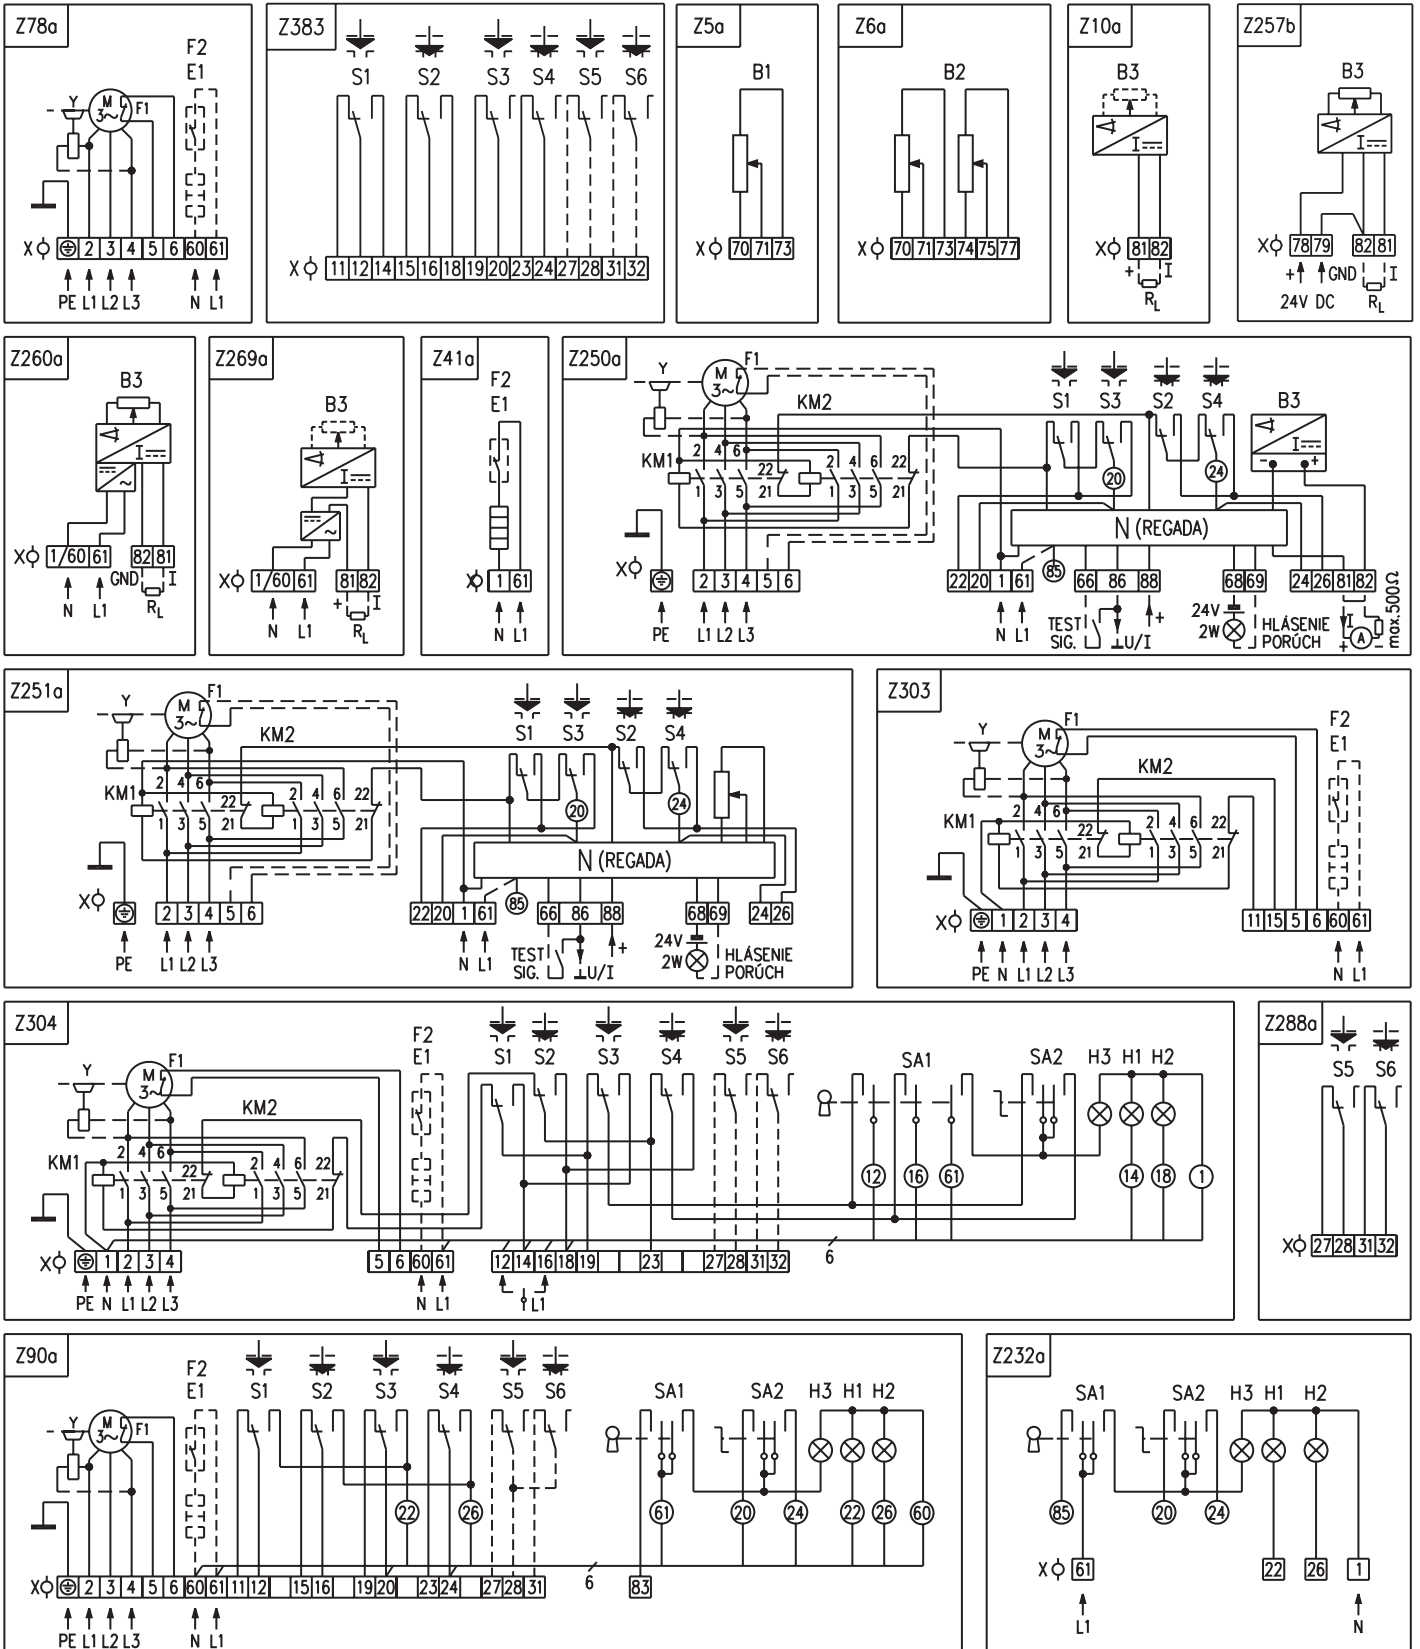 Z78a
F2
E1
Y M 3~ F1
X 2 3 4 5 6 60 61
PE L1 L2 L3 N L1
Z383
S1 S2 S3 S4 S5 S6
X 11 12 14 15 16 18 19 20 23 24 27 28 31 32
Z5a
B1
X 70 71 73
Z6a
B2
X 70 71 73 74 75 77
Z10a
B3
I
X 81 82
+ I
RL
Z257b
B3
I
X 78 79 82 81
+ GND I
24V DC RL
Z260a
B3
I
~
X 1/60 61 82 81
GND I
N L1 RL
Z269a
B3
I
~
X 1/60 61 81 82
+ I
N L1 RL
Z41a
F2
E1
X 1 61
N L1
Z250a
Y M 3~ F1
S1 S3 S2 S4 B3
KM2
I
- +
KM1 2 4 6 22 2 4 6 22
1 3 5 21 1 3 5 21
20 24
N (REGADA)
85
X 2 3 4 5 6 22 20 1 61 66 86 88 68 69 24 26 81 82
PE L1 L2 L3 N L1
TEST SIG. U/I +
24V 2W
HLÁSENIE PORÚCH
I A + -
max.500Ω
Z251a
Y M 3~ F1
S1 S3 S2 S4
KM2
KM1 2 4 6 22 2 4 6 22
1 3 5 21 1 3 5 21
20 24
N (REGADA)
85
X 2 3 4 5 6 22 20 1 61 66 86 88 68 69 24 26
PE L1 L2 L3 N L1
TEST SIG. U/I +
24V 2W
HLÁSENIE PORÚCH
Z303
F2
E1
Y M 3~ F1
KM2
KM1 2 4 6 22 2 4 6 22
1 3 5 21 1 3 5 21
X 1 2 3 4 11 15 5 6 60 61
PE N L1 L2 L3 N L1
Z304
F2
E1
S1 S2 S3 S4 S5 S6 SA1 SA2 H3 H1 H2
Y M 3~ F1
KM2
KM1 2 4 6 22 2 4 6 22
1 3 5 21 1 3 5 21
12 16 61 14 18 1
6
X 1 2 3 4 5 6 60 61 12 14 16 18 19 23 27 28 31 32
PE N L1 L2 L3 N L1 L1
Z288a
S5 S6
X 27 28 31 32
Z90a
F2
E1
S1 S2 S3 S4 S5 S6 SA1 SA2 H3 H1 H2
Y M 3~ F1
22 26 61 20 24 22 26 60
6
X 2 3 4 5 6 60 61 11 12 15 16 19 20 23 24 27 28 31 83
PE L1 L2 L3 N L1
Z232a
SA1 SA2 H3 H1 H2
85 20 24
X 61 22 26 1
L1 N